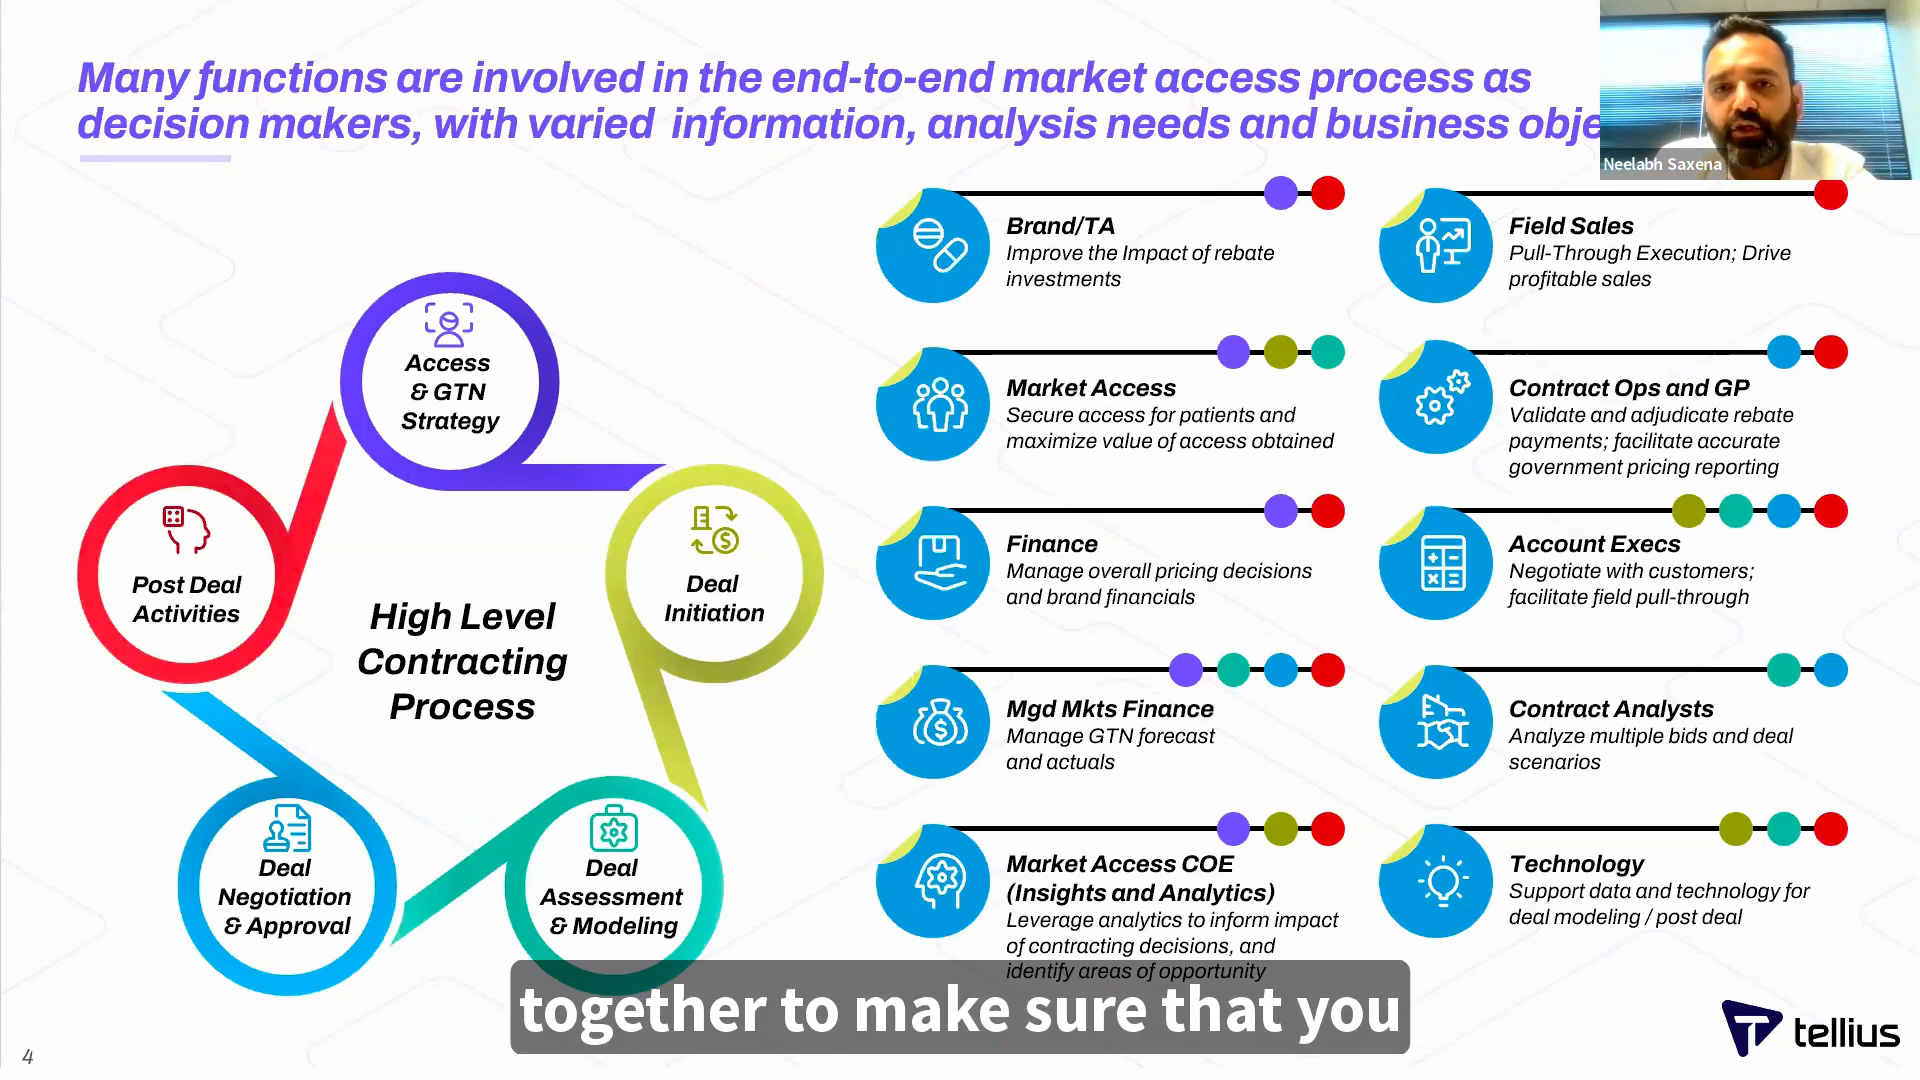 Many functions are involved in the end-to-end market access process as
decision makers, with varied information, analysis needs and business obje
Neelabh Saxena
Access
& GTN
Strategy
Post Deal
Activities
Deal
Initiation
High Level
Contracting
Process
Deal
Negotiation
& Approval
Deal
Assessment
& Modeling
Brand/TA
Improve the Impact of rebate
investments
Market Access
Secure access for patients and
maximize value of access obtained
Finance
Manage overall pricing decisions
and brand financials
Mgd Mkts Finance
Manage GTN forecast
and actuals
Market Access COE
(Insights and Analytics)
Leverage analytics to inform impact
of contracting decisions, and
identify areas of opportunity
Field Sales
Pull-Through Execution; Drive
profitable sales
Contract Ops and GP
Validate and adjudicate rebate
payments; facilitate accurate
government pricing reporting
Account Execs
Negotiate with customers;
facilitate field pull-through
Contract Analysts
Analyze multiple bids and deal
scenarios
Technology
Support data and technology for
deal modeling / post deal
together to make sure that you
tellius
4